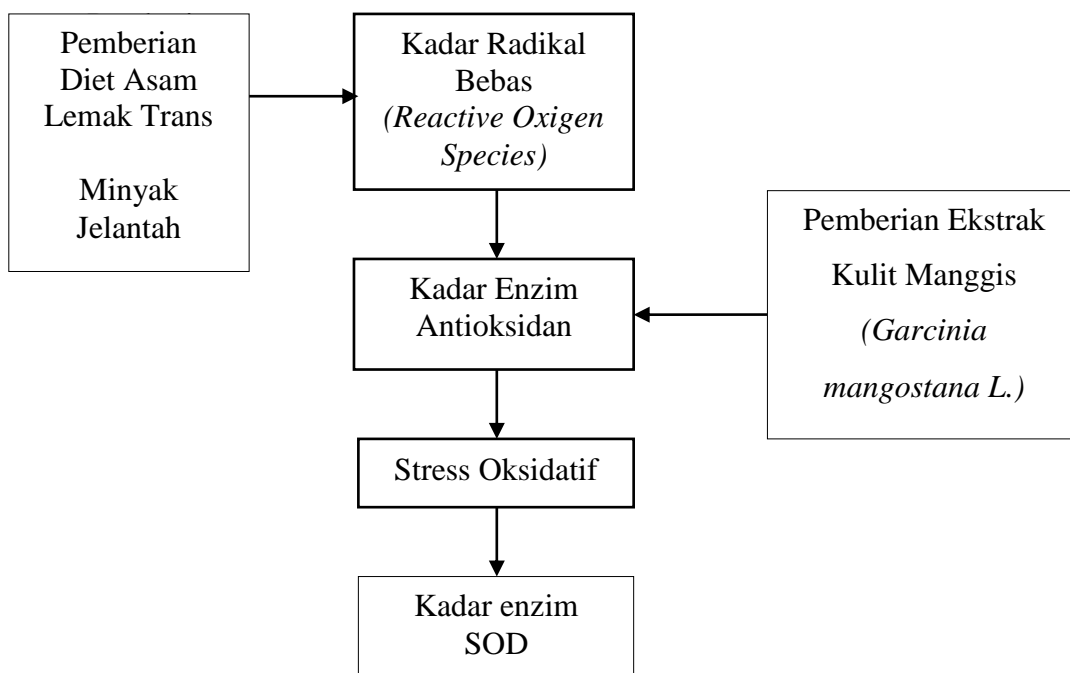 Pemberian
Diet Asam
Lemak Trans
Minyak
Jelantah
Kadar Radikal
Bebas
(Reactive Oxigen
Species)
Pemberian Ekstrak
Kulit Manggis
(Garcinia
mangostana L.)
Kadar Enzim
Antioksidan
Stress Oksidatif
Kadar enzim
SOD